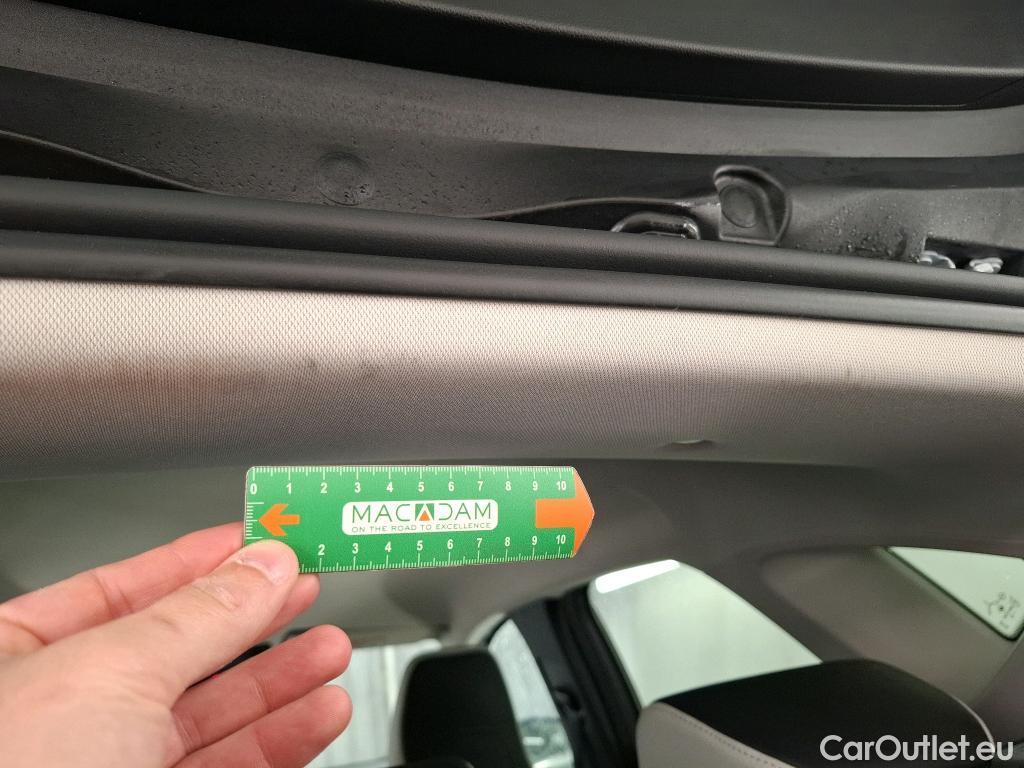 0 1 2 3 4 5 6 7 8 9 10
MACADAM
ON THE ROAD TO EXCELLENCE
2 3 4 5 6 7 8 9 10
CarOutlet.eu